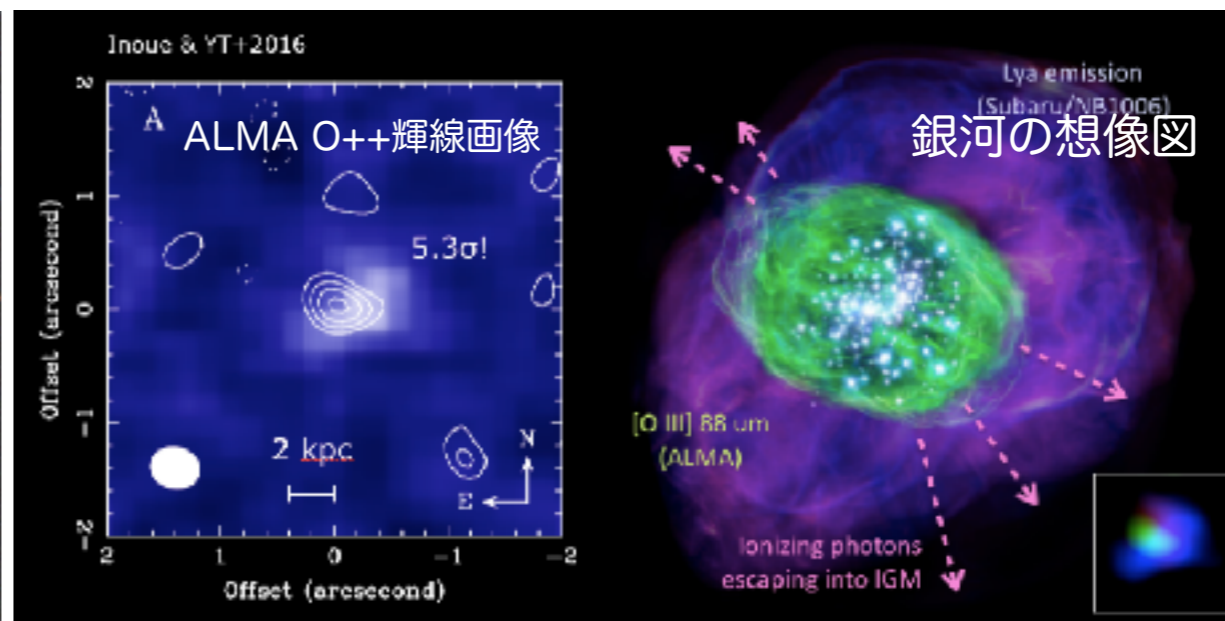 Inoue & YT+2016
A
ALMA O++輝線画像
5.3σ!
2 kpc
N
E
2
1
0
-1
-2
Offset (arcsecond)
2
1
0
-1
-2
Offset (arcsecond)
Lya emission
(Subaru/NB1006)
銀河の想像図
[O III] 88 um
(ALMA)
Ionizing photons
escaping into IGM